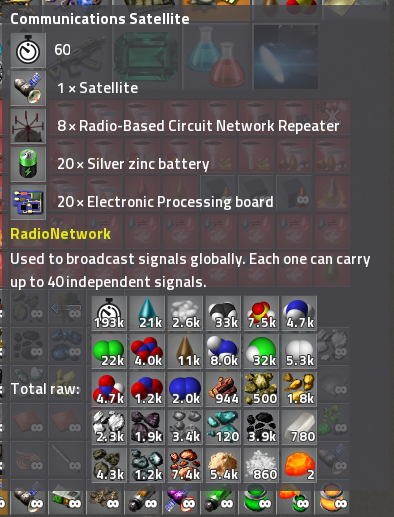 Communications Satellite
60
1 × Satellite
8 × Radio-Based Circuit Network Repeater
20 × Silver zinc battery
20 × Electronic Processing board
RadioNetwork
Used to broadcast signals globally. Each one can carry
up to 40 independent signals.
193k 21k 2.6k 33k 7.5k 4.7k
22k 4.0k 11k 8.0k 32k 5.3k
Total raw:
4.7k 1.2k 2.0k 944 500 1.8k
2.3k 1.9k 3.4k 120 3.9k 780
4.3k 1.2k 7.4k 5.4k 860 2